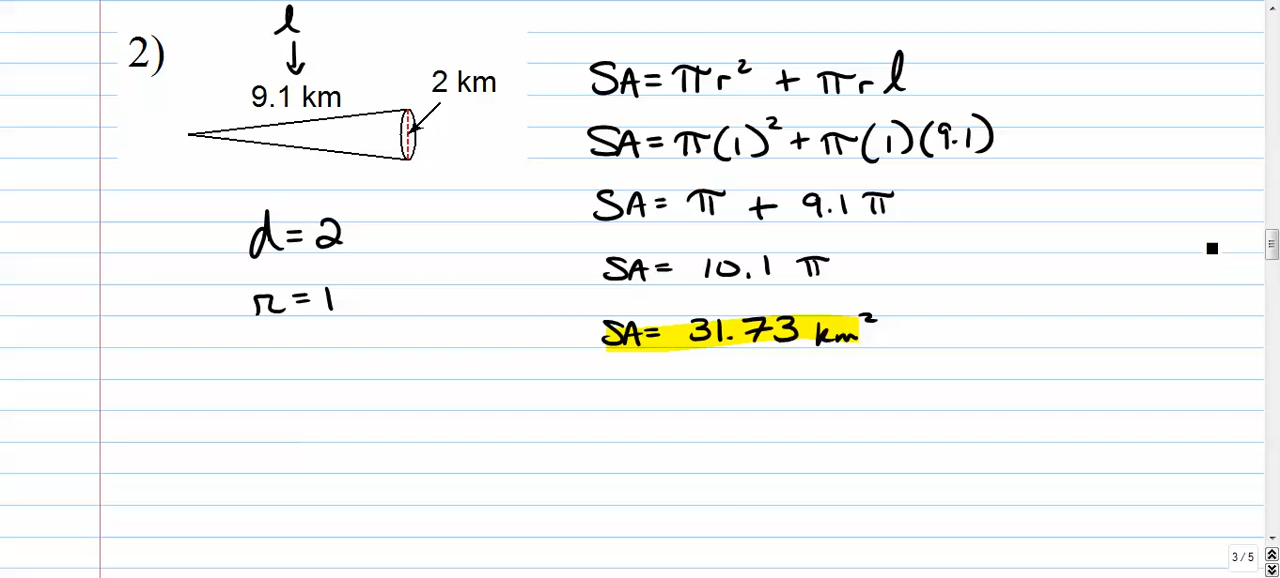 2)
l
↓
9.1 km
2 km
d = 2
r = 1
SA = πr² + πrl
SA = π(1)² + π(1)(9.1)
SA = π + 9.1π
SA = 10.1 π
SA = 31.73 km²
3 / 5